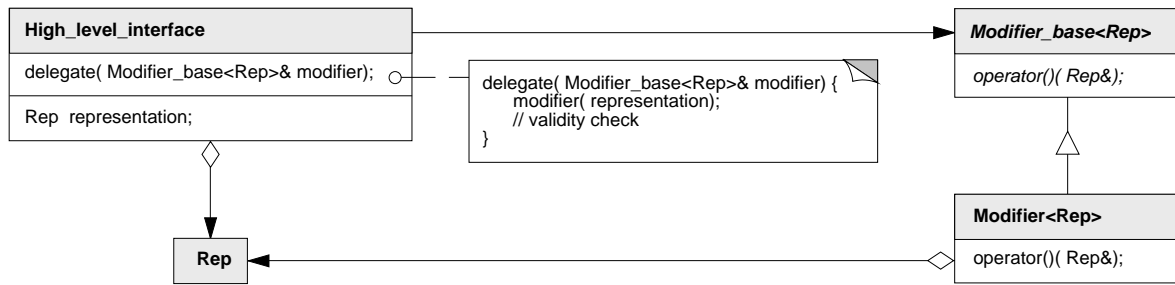 High_level_interface
delegate( Modifier_base<Rep>& modifier);
Rep representation;
delegate( Modifier_base<Rep>& modifier) {
modifier( representation);
// validity check
}
Modifier_base<Rep>
operator()( Rep&);
Rep
Modifier<Rep>
operator()( Rep&);